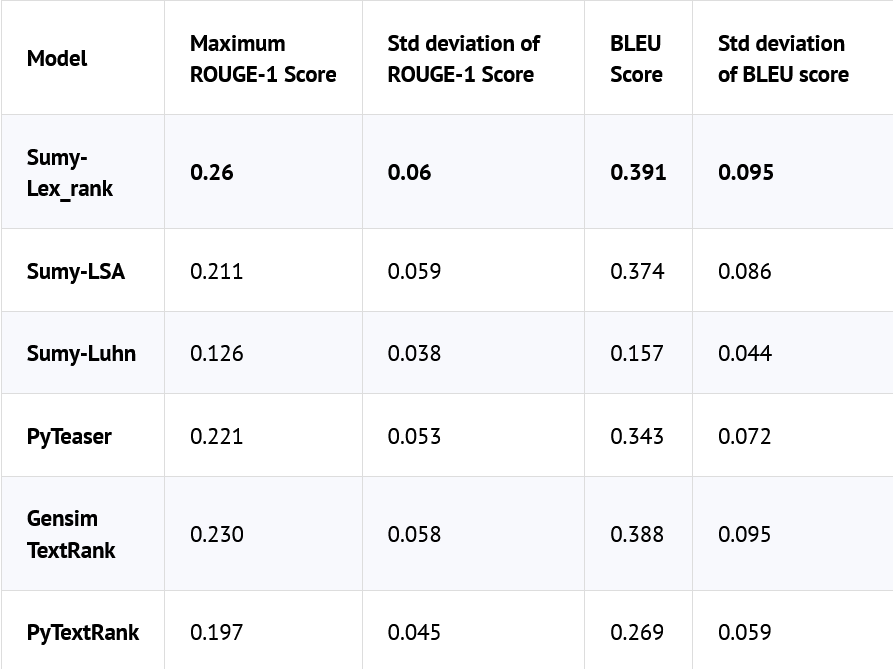 Model
Maximum
ROUGE-1 Score
Std deviation of
ROUGE-1 Score
BLEU
Score
Std deviation
of BLEU score
Sumy-
Lex_rank
0.26
0.06
0.391
0.095
Sumy-LSA
0.211
0.059
0.374
0.086
Sumy-Luhn
0.126
0.038
0.157
0.044
PyTeaser
0.221
0.053
0.343
0.072
Gensim
TextRank
0.230
0.058
0.388
0.095
PyTextRank
0.197
0.045
0.269
0.059